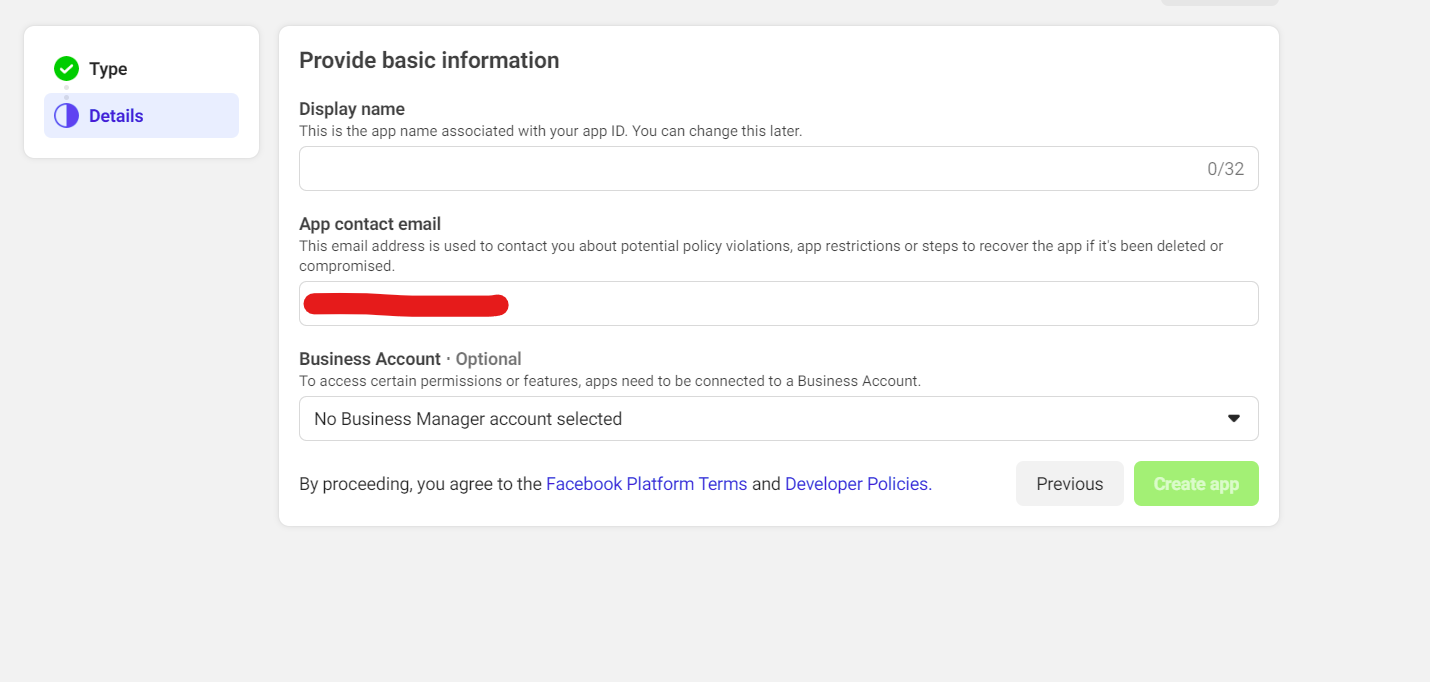 Type
Details
Provide basic information
Display name
This is the app name associated with your app ID. You can change this later.
0/32
App contact email
This email address is used to contact you about potential policy violations, app restrictions or steps to recover the app if it's been deleted or
compromised.
Business Account · Optional
To access certain permissions or features, apps need to be connected to a Business Account.
No Business Manager account selected
By proceeding, you agree to the Facebook Platform Terms and Developer Policies.
Previous
Create app